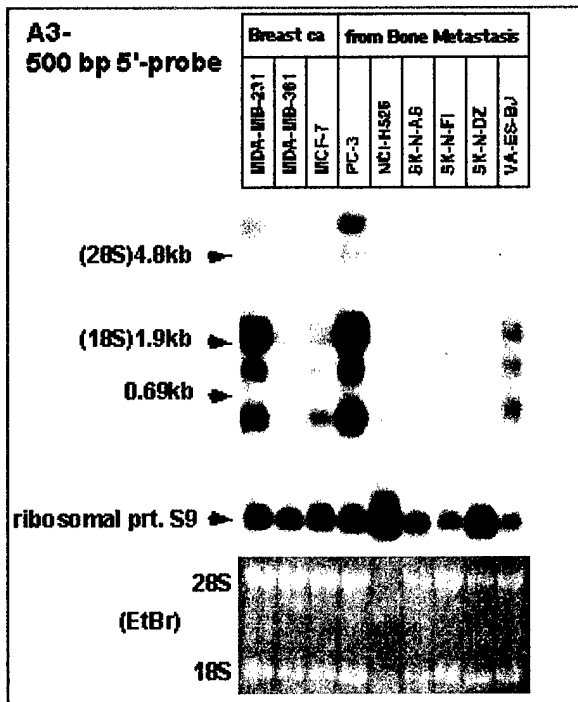 A3-
500 bp 5'-probe
Breast ca
from Bone Metastasis
MDA-MB-231
MDA-MB-361
MCF-7
PC-3
NCI-H526
SK-N-AS
SK-N-FI
SK-N-DZ
VA-ES-BJ
(28S)4.8kb
(18S)1.9kb
0.69kb
ribosomal prt. S9
28S
(EtBr)
18S